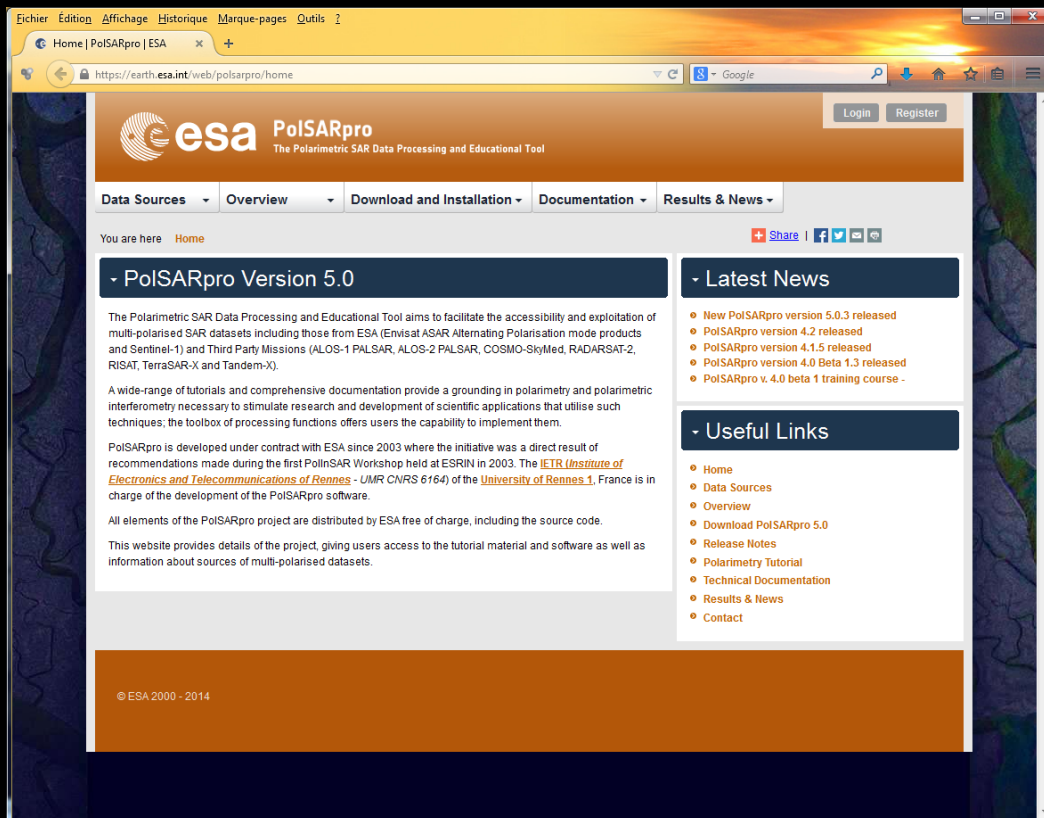 Fichier Édition Affichage Historique Marque-pages Outils ?
Home | PolSARpro | ESA
https://earth.esa.int/web/polsarpro/home
Google
Login Register
esa
PolSARpro
The Polarimetric SAR Data Processing and Educational Tool
Data Sources Overview Download and Installation Documentation Results & News
You are here Home
Share |
PolSARpro Version 5.0
The Polarimetric SAR Data Processing and Educational Tool aims to facilitate the accessibility and exploitation of
multi-polarised SAR datasets including those from ESA (Envisat ASAR Alternating Polarisation mode products
and Sentinel-1) and Third Party Missions (ALOS-1 PALSAR, ALOS-2 PALSAR, COSMO-SkyMed, RADARSAT-2,
RISAT, TerraSAR-X and Tandem-X).
A wide-range of tutorials and comprehensive documentation provide a grounding in polarimetry and polarimetric
interferometry necessary to stimulate research and development of scientific applications that utilise such
techniques; the toolbox of processing functions offers users the capability to implement them.
PolSARpro is developed under contract with ESA since 2003 where the initiative was a direct result of
recommendations made during the first PolInSAR Workshop held at ESRIN in 2003. The IETR (Institute of
Electronics and Telecommunications of Rennes - UMR CNRS 6164) of the University of Rennes 1, France is in
charge of the development of the PolSARpro software.
All elements of the PolSARpro project are distributed by ESA free of charge, including the source code.
This website provides details of the project, giving users access to the tutorial material and software as well as
information about sources of multi-polarised datasets.
Latest News
New PolSARpro version 5.0.3 released
PolSARpro version 4.2 released
PolSARpro version 4.1.5 released
PolSARpro version 4.0 Beta 1.3 released
PolSARpro v. 4.0 beta 1 training course -
Useful Links
Home
Data Sources
Overview
Download PolSARpro 5.0
Release Notes
Polarimetry Tutorial
Technical Documentation
Results & News
Contact
© ESA 2000 - 2014